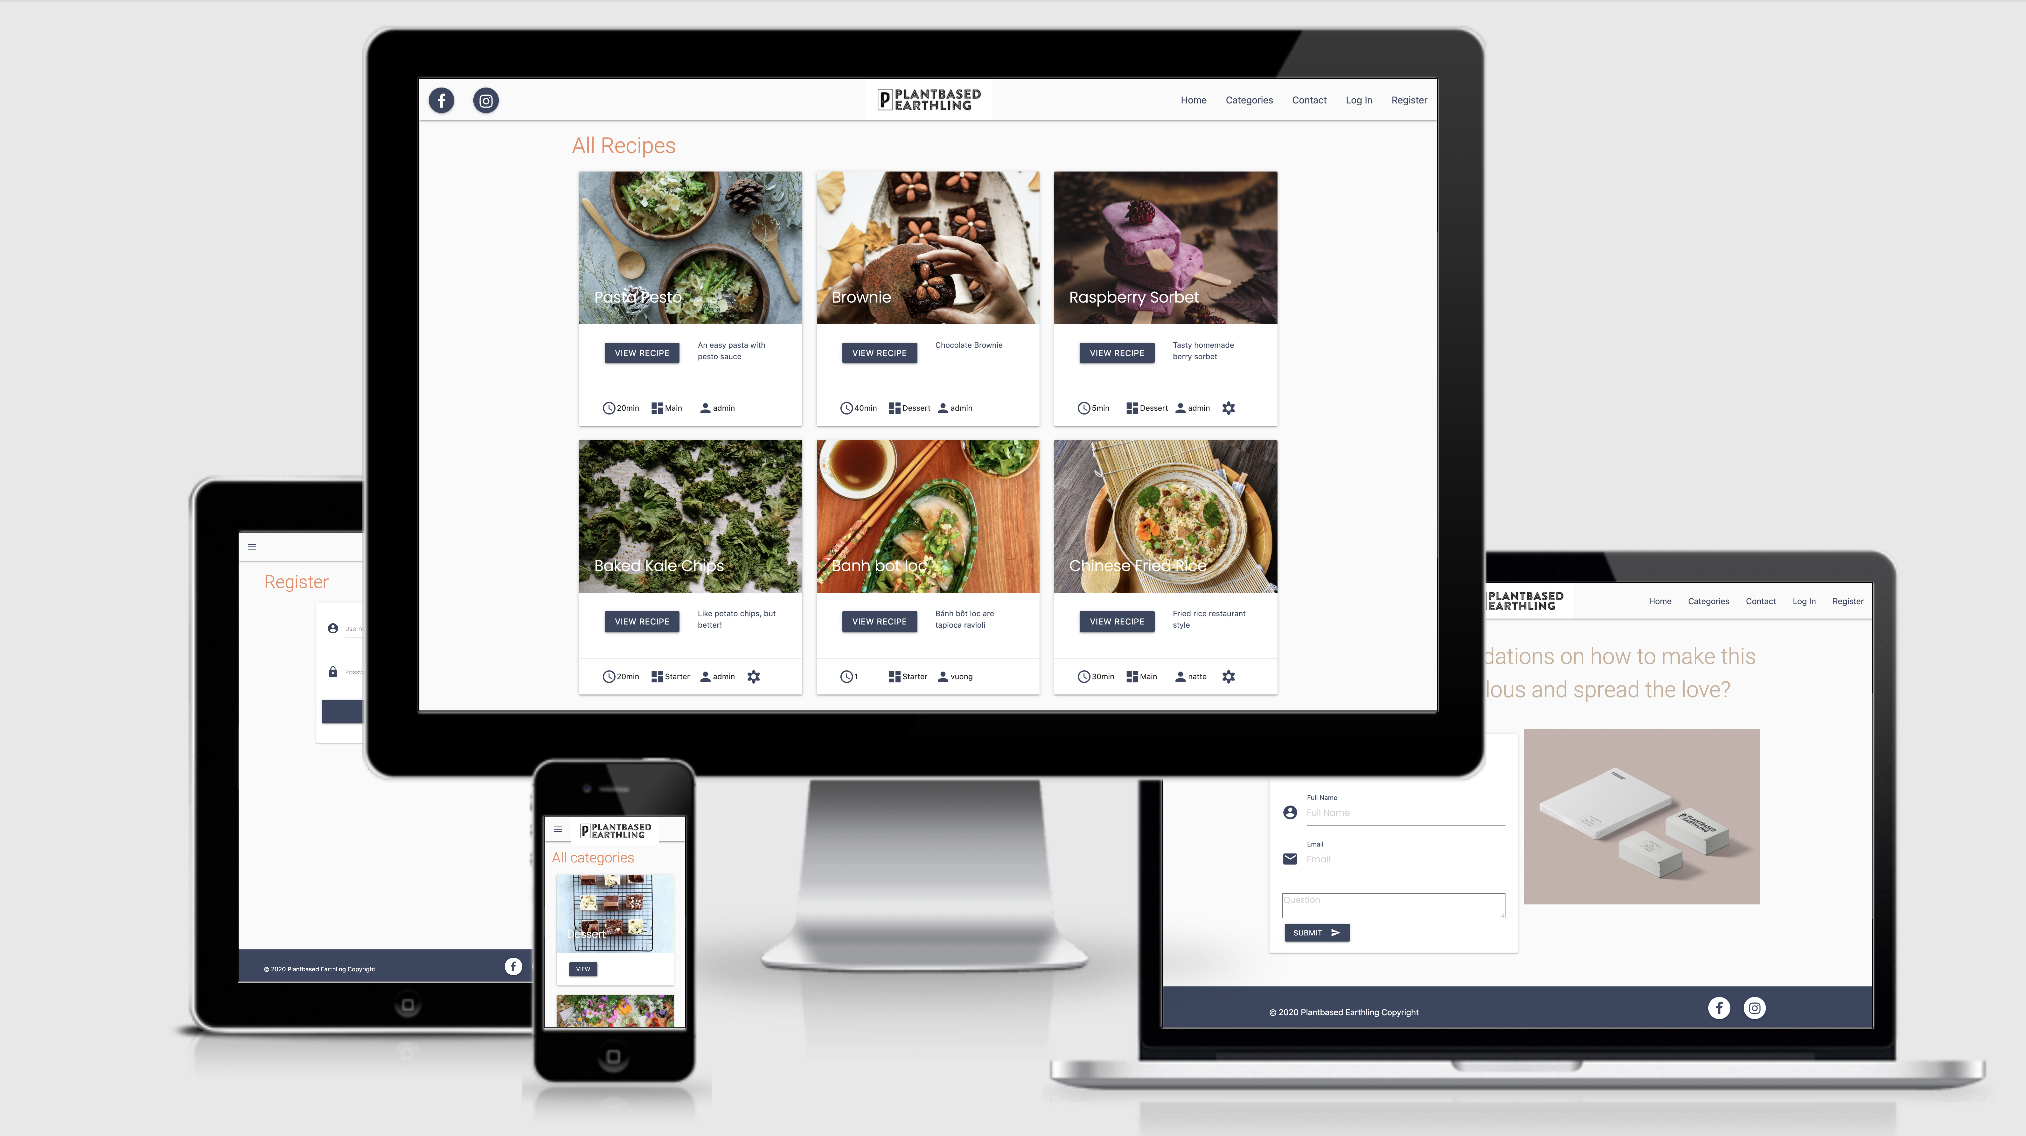 PLANTBASED
EARTHLING
Home
Categories
Contact
Log In
Register
All Recipes
Pasta Pesto
VIEW RECIPE
An easy pasta with
pesto sauce
20min
Main
admin
Brownie
VIEW RECIPE
Chocolate Brownie
40min
Dessert
admin
Raspberry Sorbet
VIEW RECIPE
Tasty homemade
berry sorbet
5min
Dessert
admin
Baked Kale Chips
VIEW RECIPE
Like potato chips, but
better!
20min
Starter
admin
Banh bot loc
VIEW RECIPE
Bánh bột loc are
tapioca ravioli
1
Starter
vuong
Chinese Fried Rice
VIEW RECIPE
Fried rice restaurant
style
30min
Main
natte
Register
© 2020 Plantbased Earthling Copyright
PLANTBASED
EARTHLING
All categories
Dessert
VIEW
PLANTBASED
EARTHLING
Home
Categories
Contact
Log In
Register
dations on how to make this
lous and spread the love?
Full Name
Full Name
Email
Email
Question
SUBMIT
PLANTBASED
EARTHLING
© 2020 Plantbased Earthling Copyright